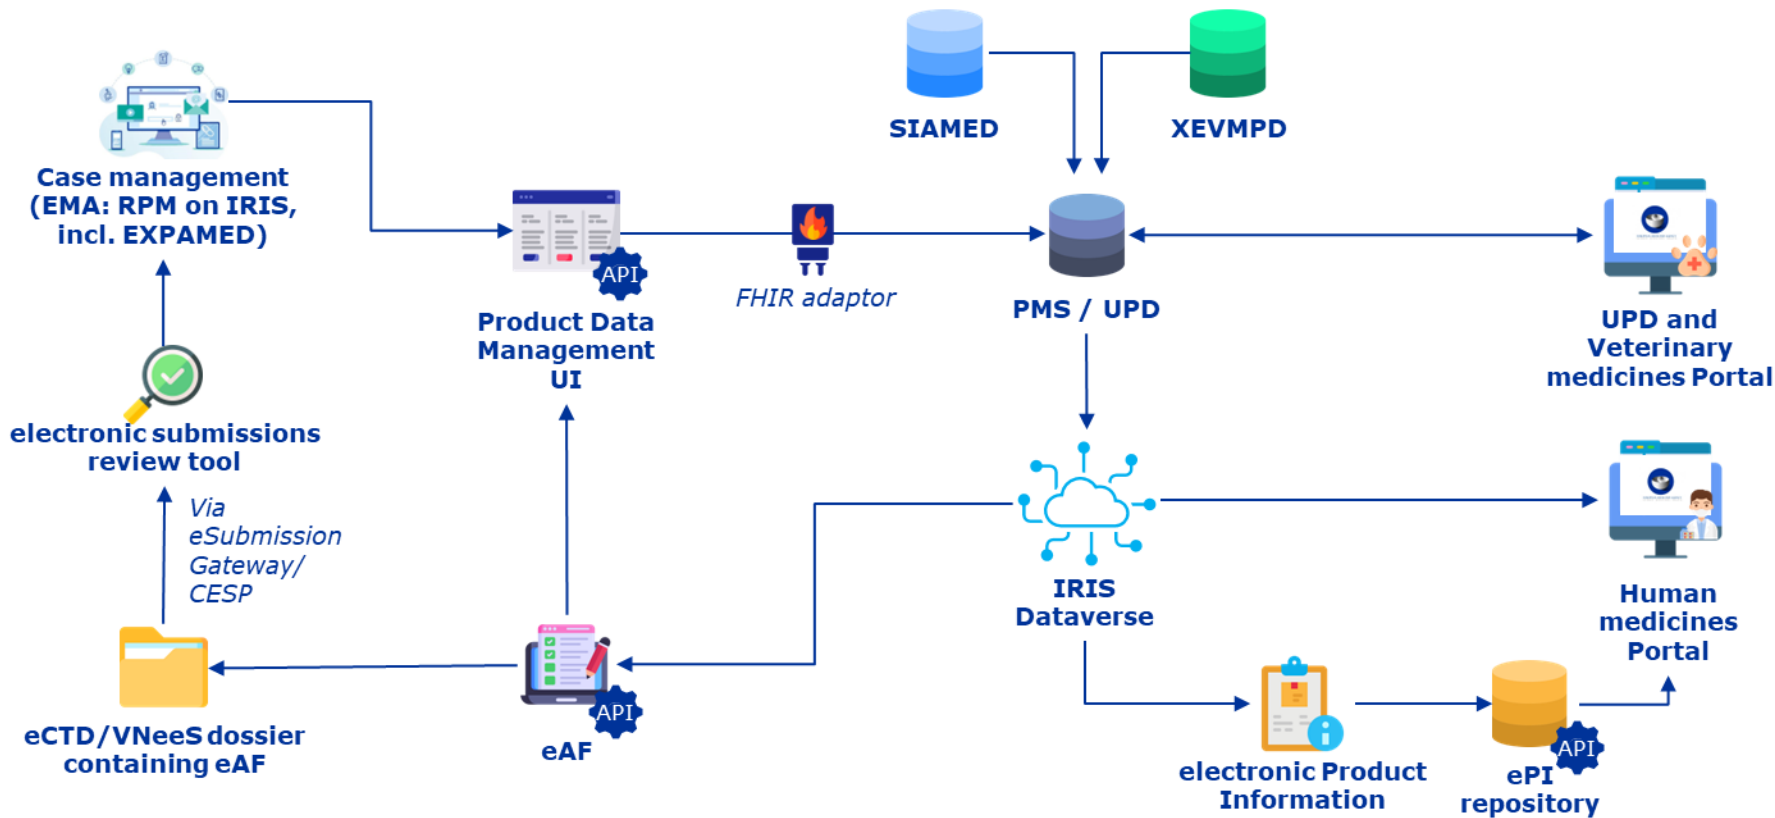 SIAMED
XEVMPD
Case management
(EMA: RPM on IRIS,
incl. EXPAMED)
API
FHIR adaptor
Product Data
Management
UI
PMS / UPD
UPD and
Veterinary
medicines Portal
electronic submissions
review tool
Via
eSubmission
Gateway/
CESP
IRIS
Dataverse
Human
medicines
Portal
eCTD/VNeeS dossier
containing eAF
API
eAF
electronic Product
Information
API
ePI
repository